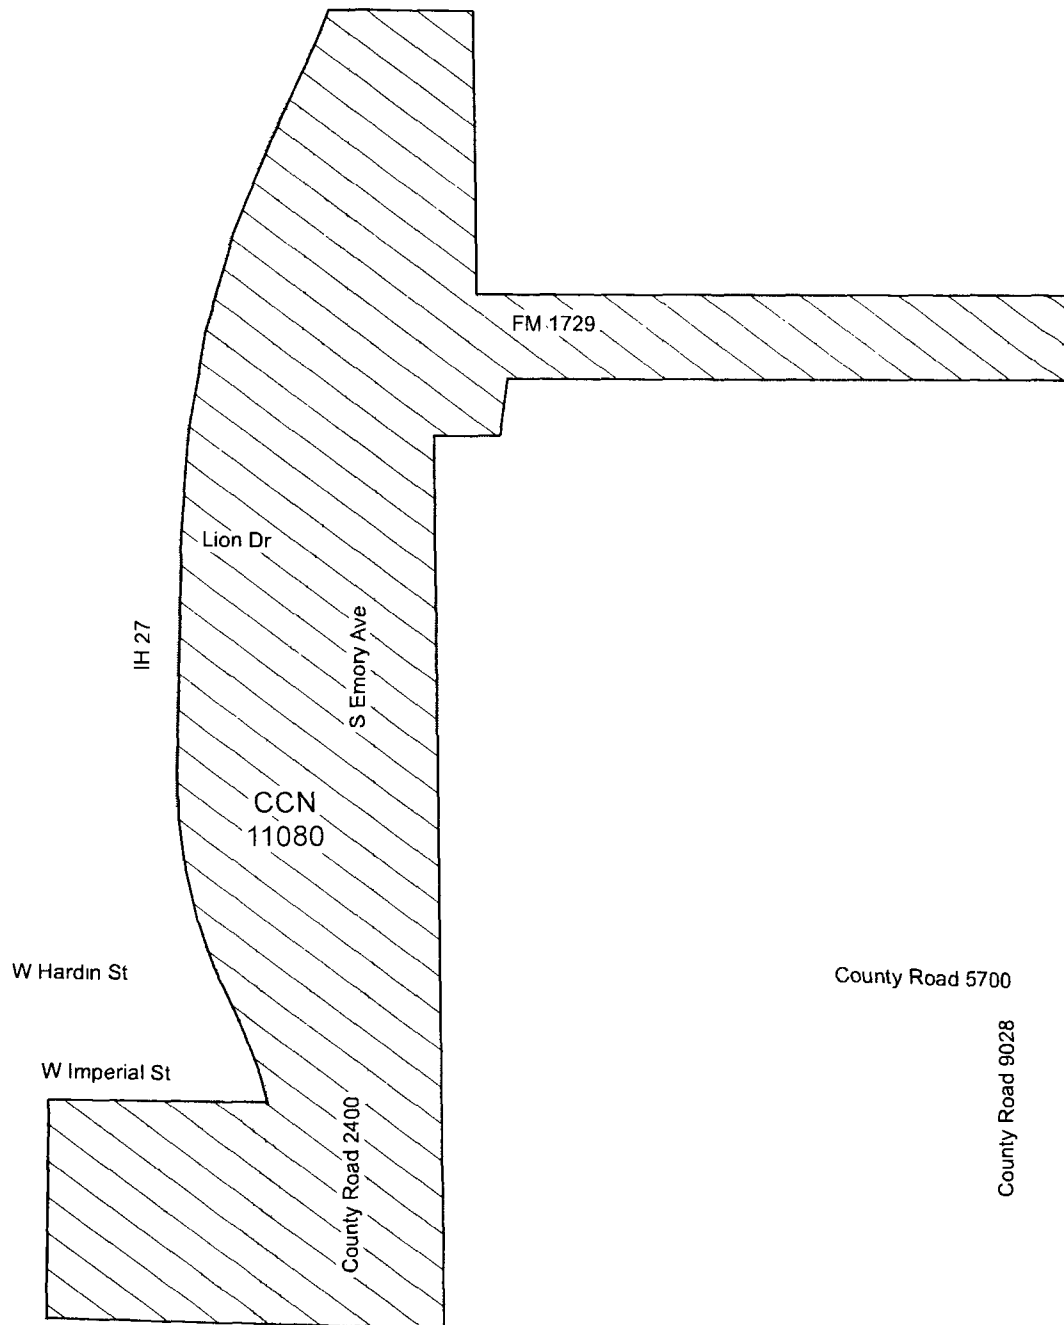 FM 1729
Lion Dr
IH 27
S Emory Ave
CCN
11080
W Hardin St
County Road 5700
County Road 9028
W Imperial St
County Road 2400